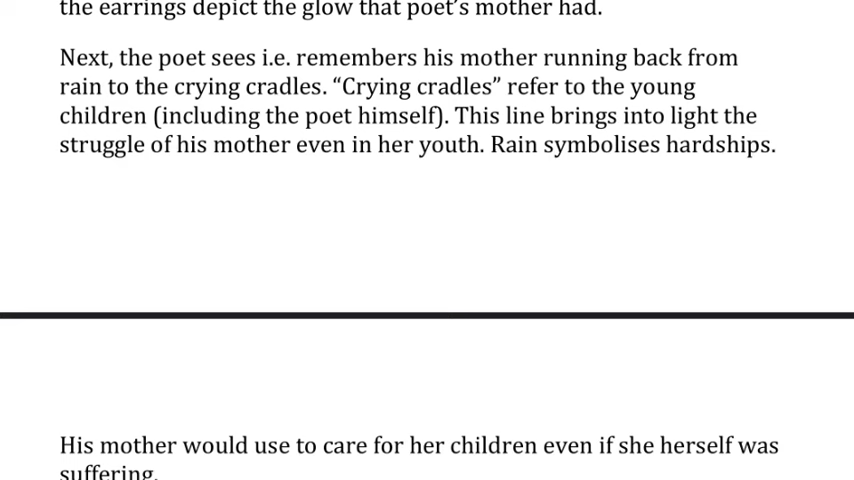 the earrings depict the glow that poet’s mother had.
Next, the poet sees i.e. remembers his mother running back from
rain to the crying cradles. “Crying cradles” refer to the young
children (including the poet himself). This line brings into light the
struggle of his mother even in her youth. Rain symbolises hardships.
His mother would use to care for her children even if she herself was
suffering.